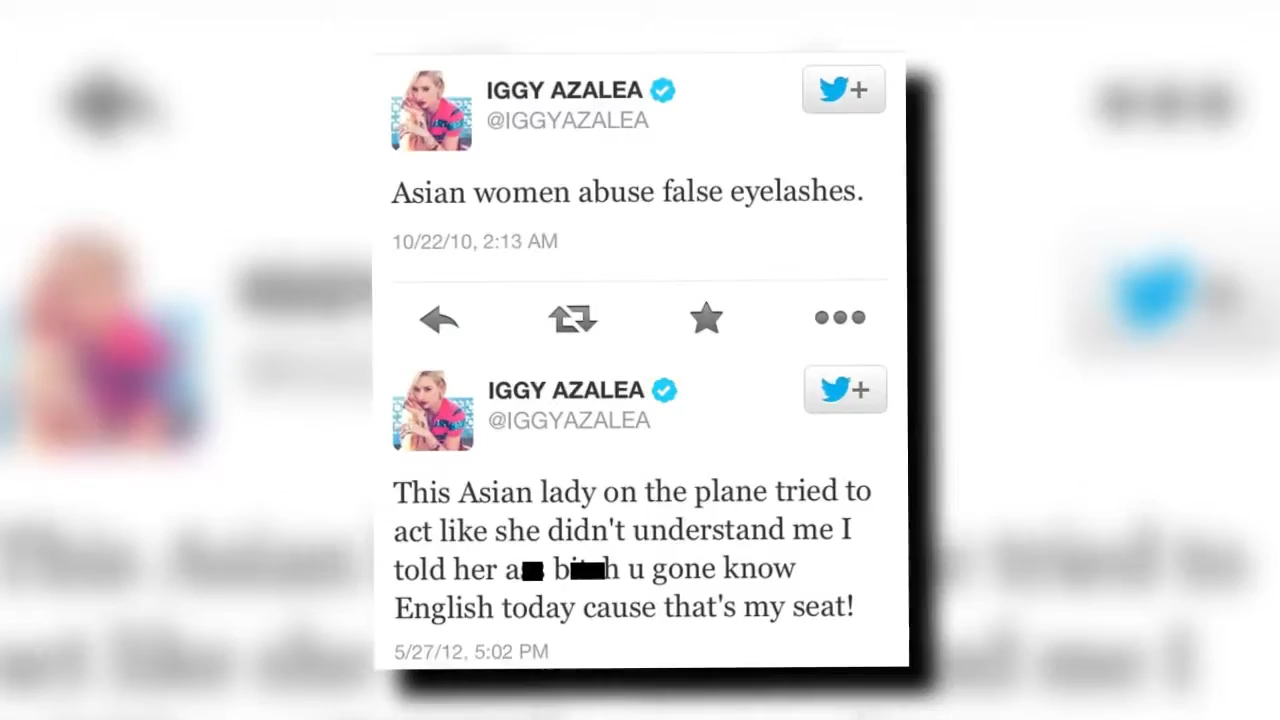 IGGY AZALEA
@IGGYAZALEA
+
Asian women abuse false eyelashes.
10/22/10, 2:13 AM
IGGY AZALEA
@IGGYAZALEA
+
This Asian lady on the plane tried to
act like she didn't understand me I
told her a b h u gone know
English today cause that's my seat!
5/27/12, 5:02 PM